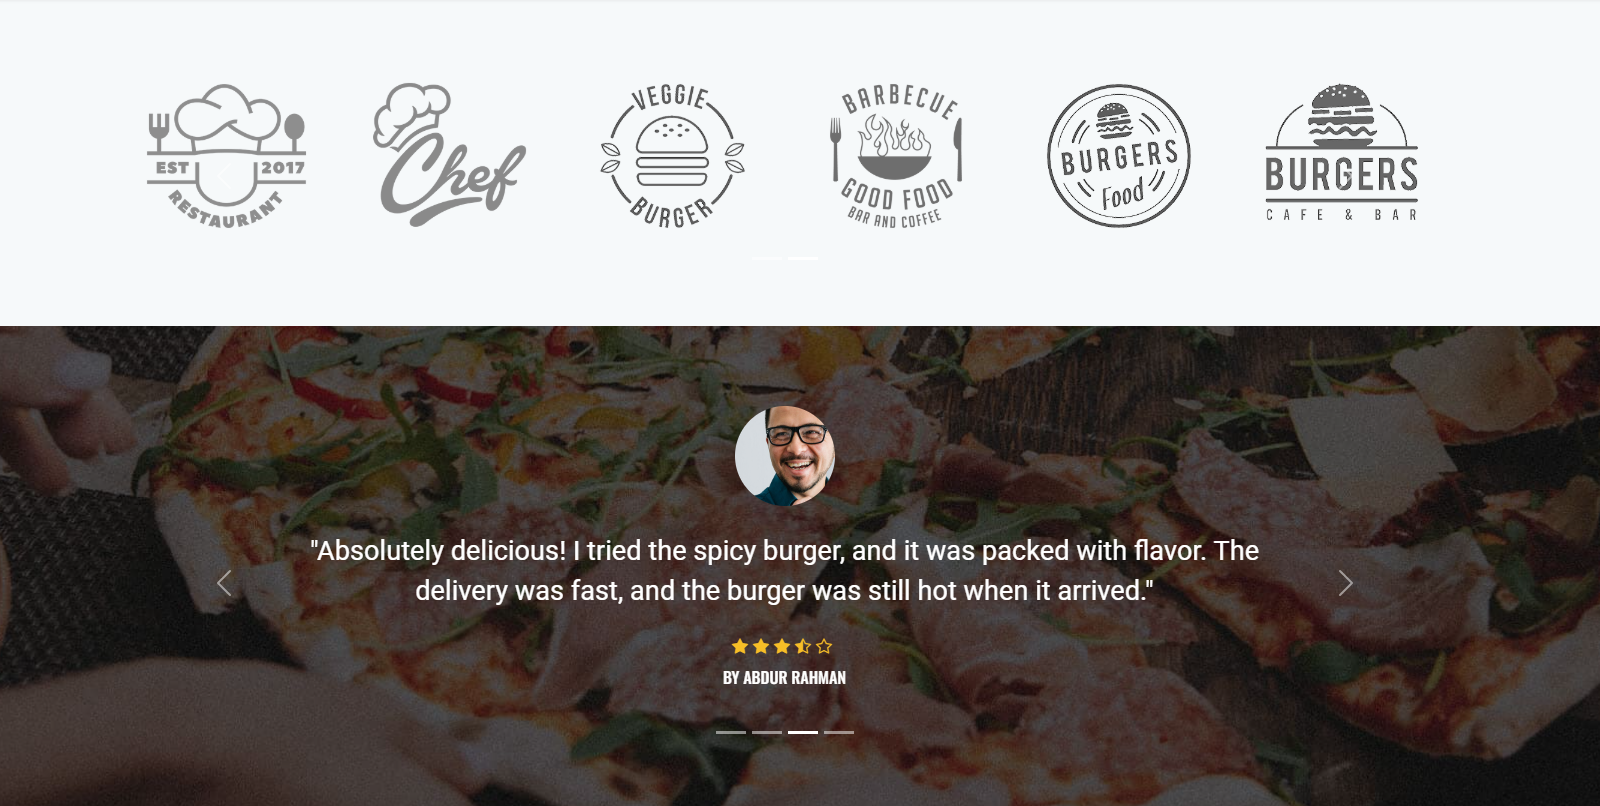 EST 2017
RESTAURANT
Chef
VEGGIE
BURGER
BARBECUE
GOOD FOOD
BAR AND COFFEE
BURGERS
Food
BURGERS
CAFE & BAR
"Absolutely delicious! I tried the spicy burger, and it was packed with flavor. The
delivery was fast, and the burger was still hot when it arrived."
BY ABDUR RAHMAN